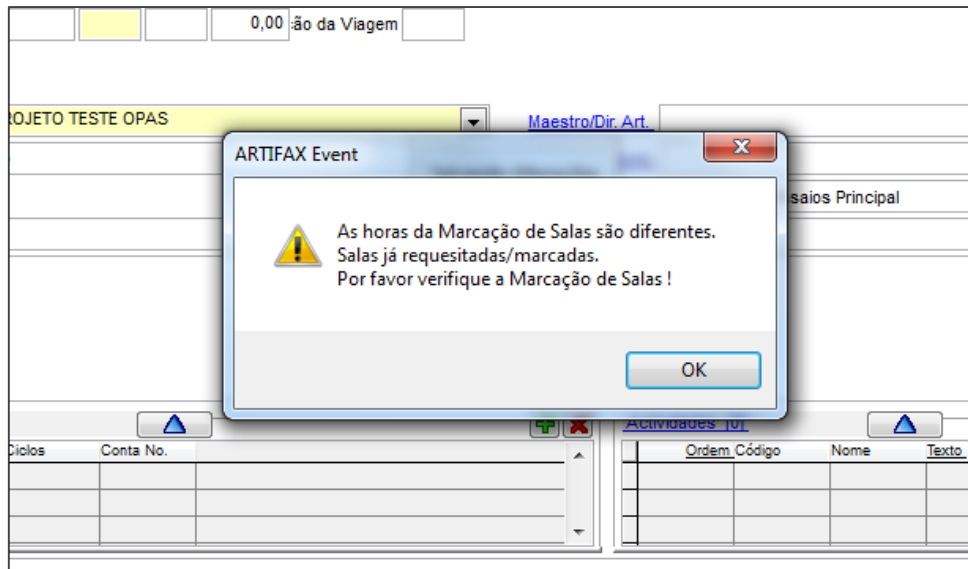 0,00 :ão da Viagem
ROJETO TESTE OPAS
Maestro/Dir. Art.
ARTIFAX Event
saios Principal
As horas da Marcação de Salas são diferentes.
Salas já requesitadas/marcadas.
Por favor verifique a Marcação de Salas !
OK
Actividades [0]
Ciclos Conta No.
Ordem Código Nome Texto